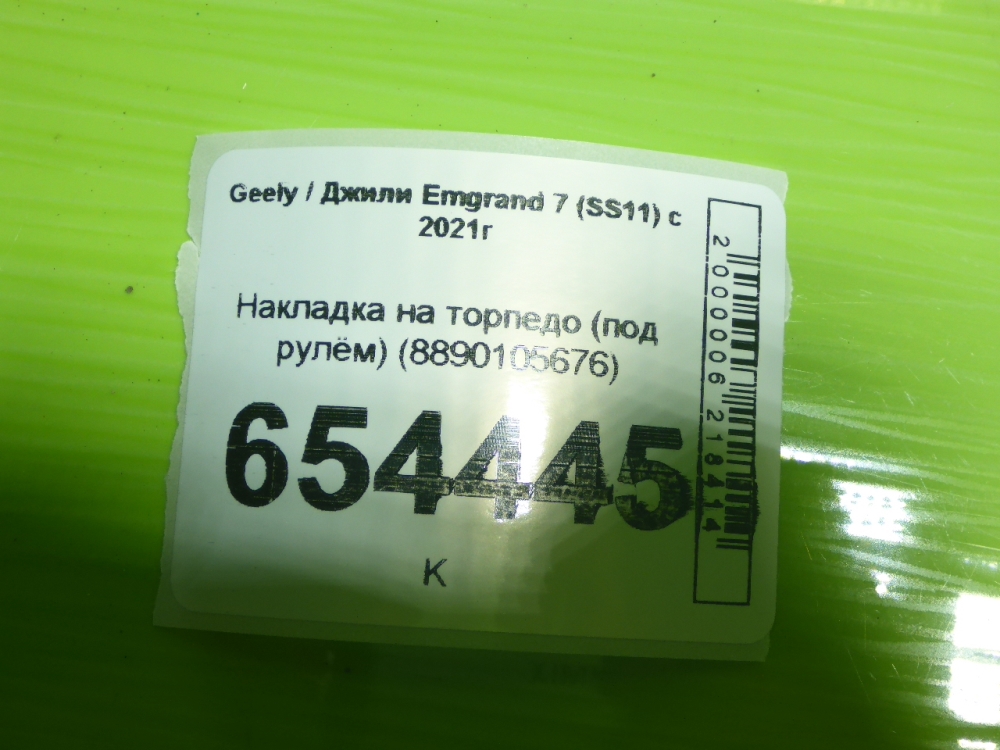 Geely / Джили Emgrand 7 (SS11) с
2021г
Накладка на торпедо (под
рулём) (8890105676)
654445
К
2000006218414